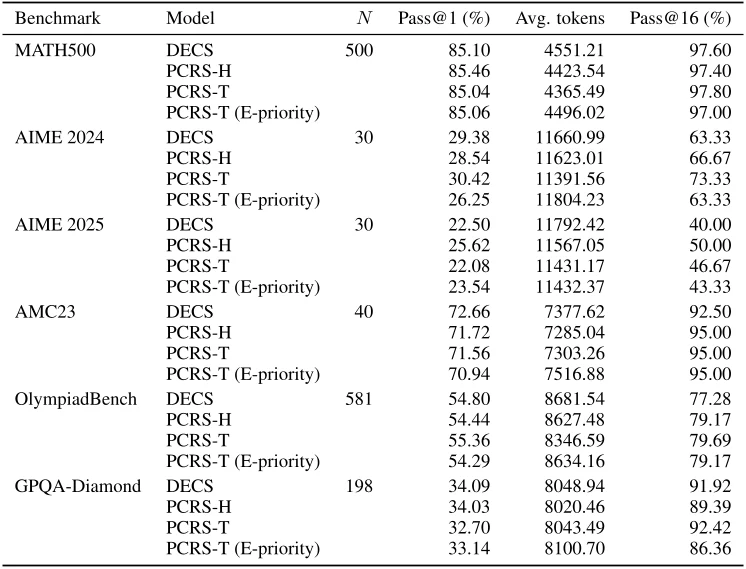 Benchmark Model N Pass@1 (%) Avg. tokens Pass@16 (%)
MATH500 DECS 500 85.10 4551.21 97.60
PCRS-H 85.46 4423.54 97.40
PCRS-T 85.04 4365.49 97.80
PCRS-T (E-priority) 85.06 4496.02 97.00
AIME 2024 DECS 30 29.38 11660.99 63.33
PCRS-H 28.54 11623.01 66.67
PCRS-T 30.42 11391.56 73.33
PCRS-T (E-priority) 26.25 11804.23 63.33
AIME 2025 DECS 30 22.50 11792.42 40.00
PCRS-H 25.62 11567.05 50.00
PCRS-T 22.08 11431.17 46.67
PCRS-T (E-priority) 23.54 11432.37 43.33
AMC23 DECS 40 72.66 7377.62 92.50
PCRS-H 71.72 7285.04 95.00
PCRS-T 71.56 7303.26 95.00
PCRS-T (E-priority) 70.94 7516.88 95.00
OlympiadBench DECS 581 54.80 8681.54 77.28
PCRS-H 54.44 8627.48 79.17
PCRS-T 55.36 8346.59 79.69
PCRS-T (E-priority) 54.29 8634.16 79.17
GPQA-Diamond DECS 198 34.09 8048.94 91.92
PCRS-H 34.03 8020.46 89.39
PCRS-T 32.70 8043.49 92.42
PCRS-T (E-priority) 33.14 8100.70 86.36